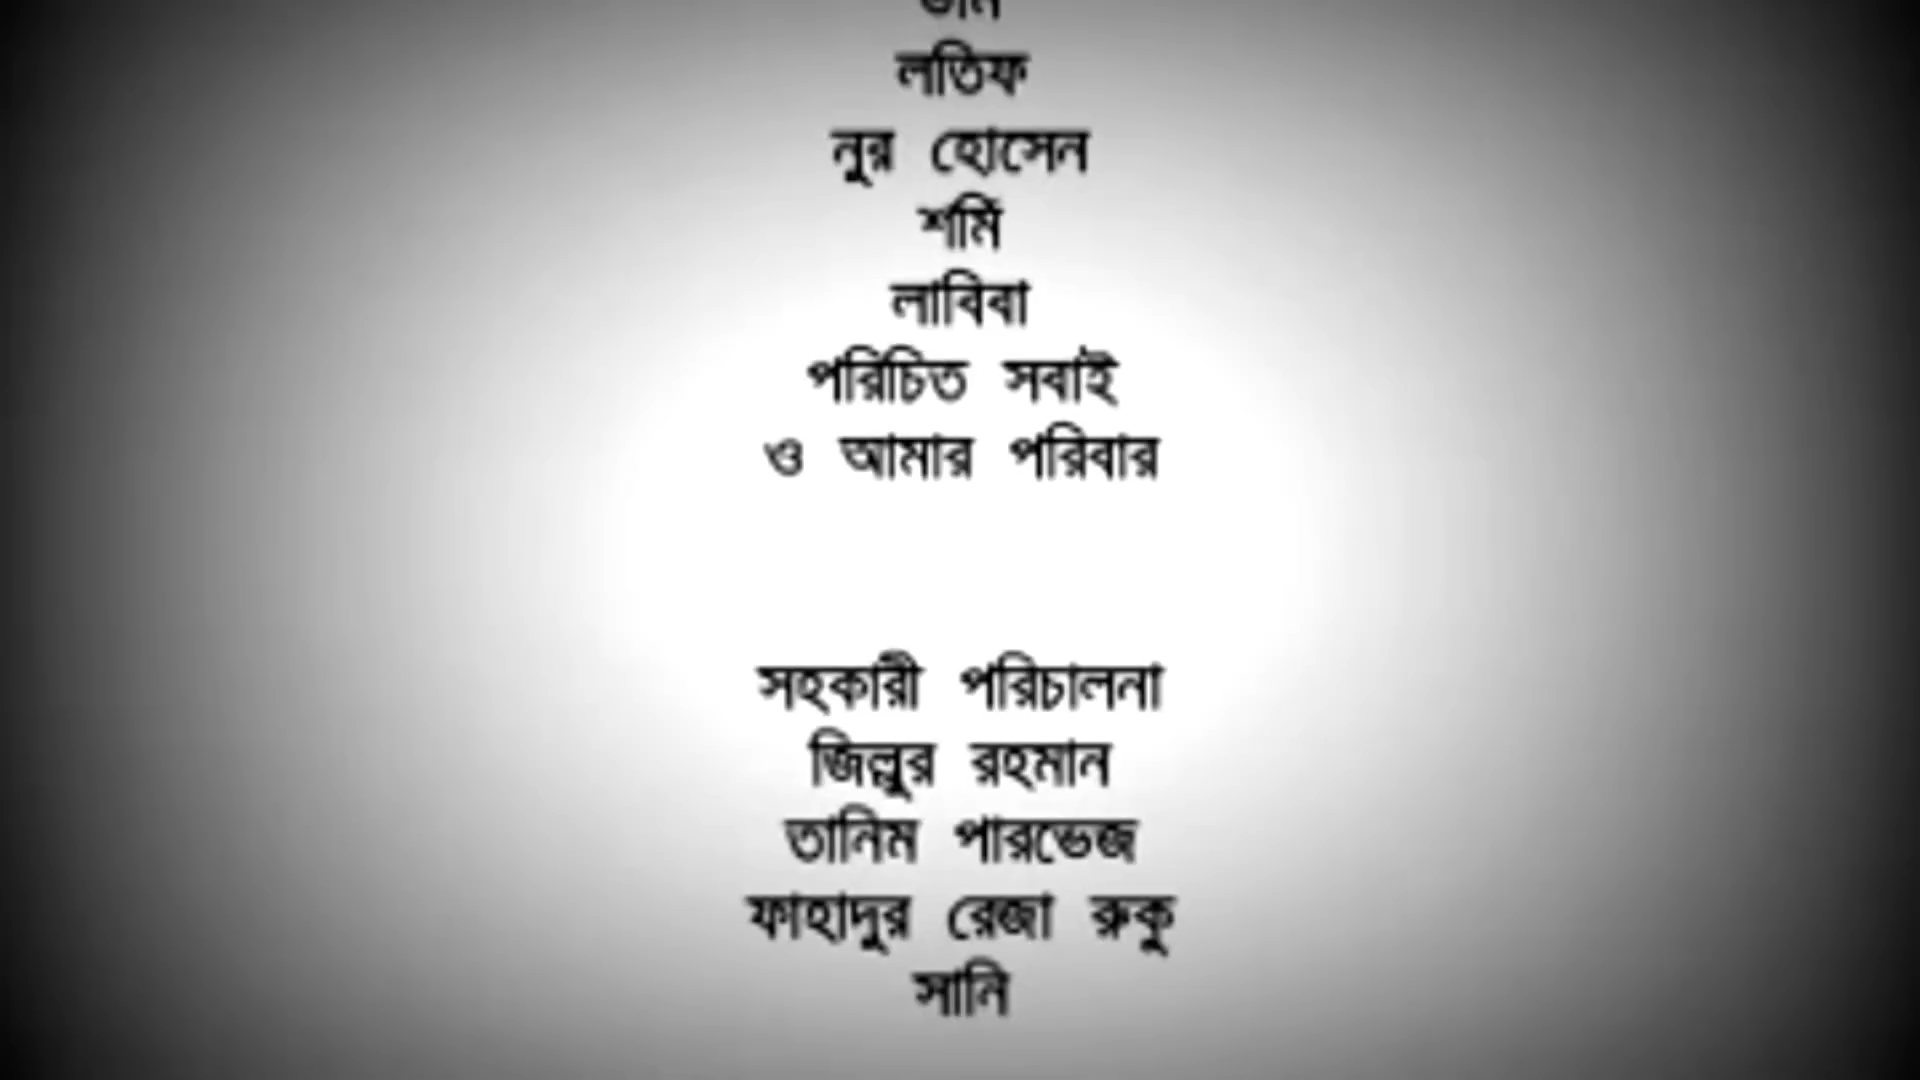 লতিফ
নুর হোসেন
শর্মি
লাবিবা
পরিচিত সবাই
ও আমার পরিবার
সহকারী পরিচালনা
জিল্লুর রহমান
তানিম পারভেজ
ফাহাদুর রেজা রুকু
সানি